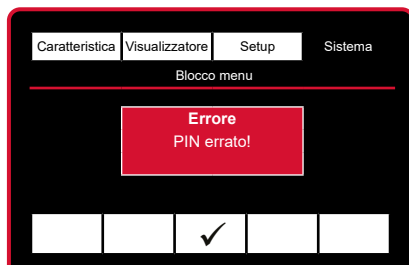 Caratteristica Visualizzatore Setup Sistema
Blocco menu
Errore
PIN errato!